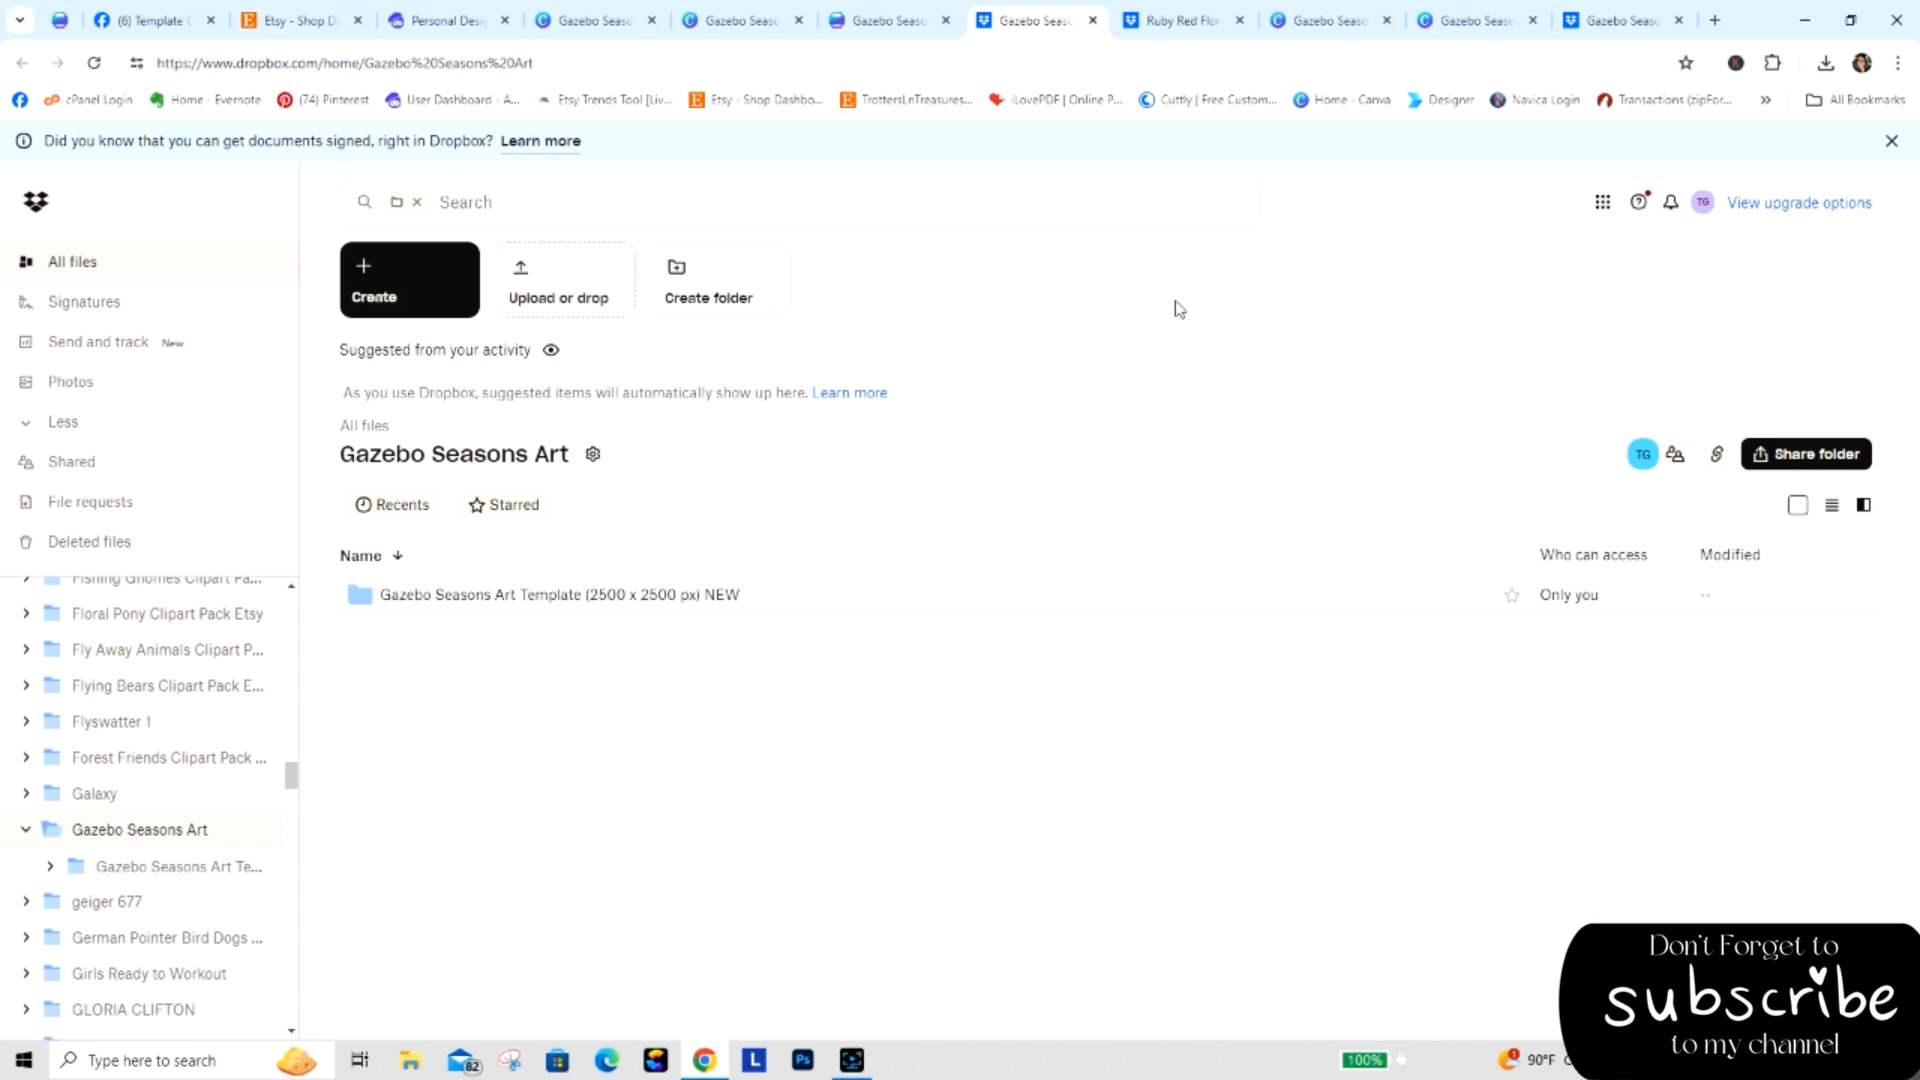 (6) Template C
Etsy - Shop D
Personal Desi
Gazebo Seaso
Gazebo Seaso
Gazebo Seaso
Gazebo Seaso
Ruby Red Flor
Gazebo Seaso
Gazebo Seaso
Gazebo Seaso
https://www.dropbox.com/home/Gazebo%20Seasons%20Art
cPanel Login
Home - Evernote
(74) Pinterest
User Dashboard - A...
Etsy Trends Tool [Liv...
Etsy - Shop Dashbo...
TrottersLnTreasures...
iLovePDF | Online P...
Cuttly | Free Custom...
Home - Canva
Designrr
Navica Login
Transactions (zipFor...
All Bookmarks
Did you know that you can get documents signed, right in Dropbox? Learn more
Search
TG
View upgrade options
All files
Signatures
Send and track New
Photos
Less
Shared
File requests
Deleted files
Create
Upload or drop
Create folder
Suggested from your activity
As you use Dropbox, suggested items will automatically show up here. Learn more
All files
Gazebo Seasons Art
TG
Share folder
Recents
Starred
Name
Who can access
Modified
Gazebo Seasons Art Template (2500 x 2500 px) NEW
Only you
--
Fishing Gnomes Clipart Pa...
Floral Pony Clipart Pack Etsy
Fly Away Animals Clipart P...
Flying Bears Clipart Pack E...
Flyswatter 1
Forest Friends Clipart Pack ...
Galaxy
Gazebo Seasons Art
Gazebo Seasons Art Te...
geiger 677
German Pointer Bird Dogs ...
Girls Ready to Workout
GLORIA CLIFTON
Don't Forget to
subscribe
to my channel
Type here to search
82
L
Ps
100%
1
90°F